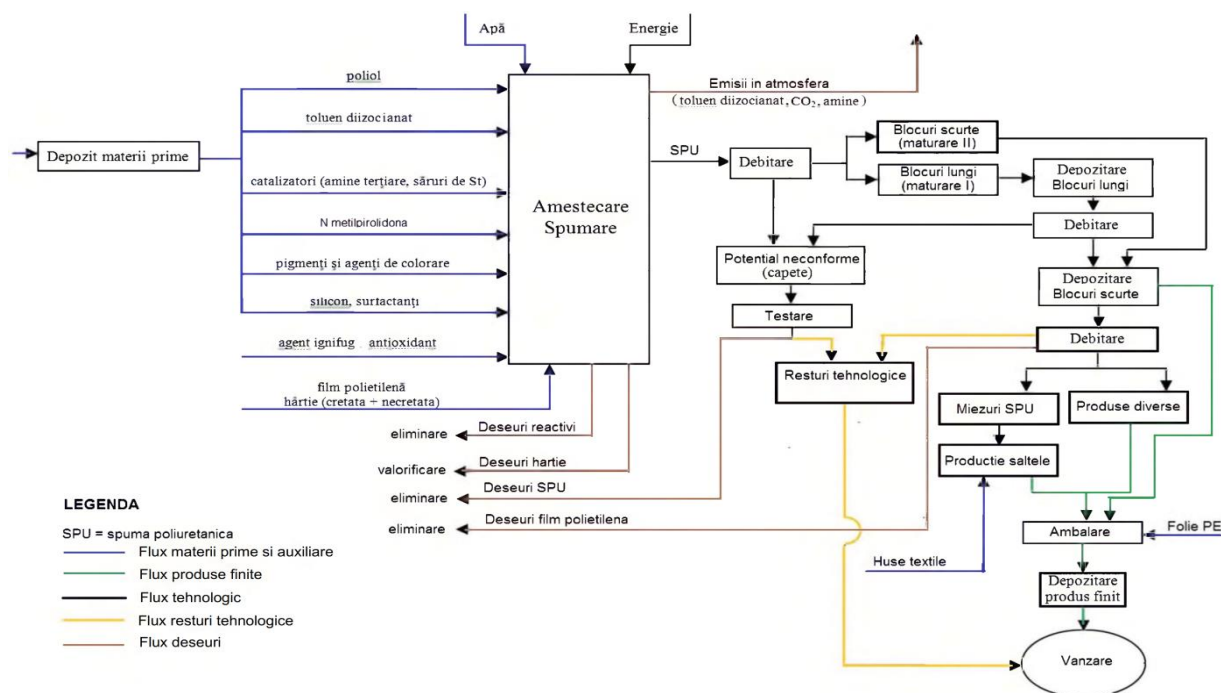 Apă
Energie
poliol
toluen diizocianat
Depozit materii prime
catalizatori (amine terţiare, săruri de St)
N metilpirolidona
pigmenţi şi agenţi de colorare
silicon, surfactanţi
agent ignifug antioxidant
film polietilenă
hârtie (cretata + necretata)
Amestecare
Spumare
Emisii in atmosfera
(toluen diizocianat, CO₂, amine)
SPU
Debitare
Blocuri scurte
(maturare II)
Blocuri lungi
(maturare I)
Depozitare
Blocuri lungi
Debitare
Potential neconforme
(capete)
Depozitare
Blocuri scurte
Testare
Debitare
Resturi tehnologice
Miezuri SPU
Produse diverse
Productie saltele
eliminare
Deseuri reactivi
valorificare
Deseuri hartie
eliminare
Deseuri SPU
eliminare
Deseuri film polietilena
Ambalare
Folie PE
Huse textile
Depozitare
produs finit
Vanzare
LEGENDA
SPU = spuma poliuretanica
Flux materii prime si auxiliare
Flux produse finite
Flux tehnologic
Flux resturi tehnologice
Flux deseuri